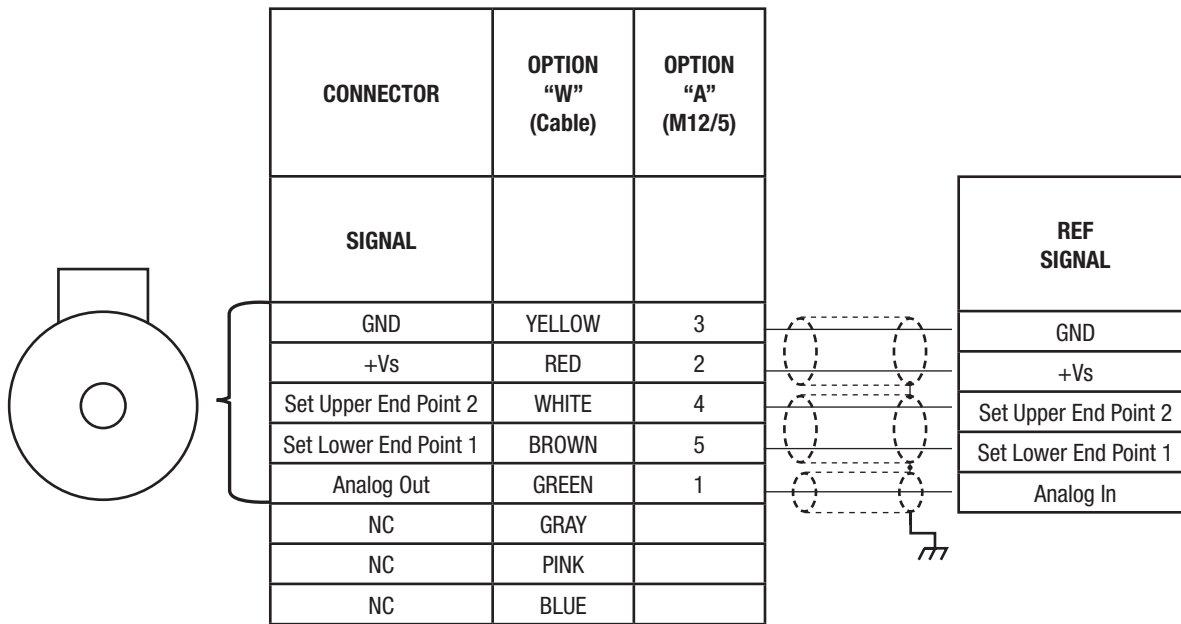 CONNECTOR
OPTION
“W”
(Cable)
OPTION
“A”
(M12/5)
SIGNAL
GND YELLOW 3
+Vs RED 2
Set Upper End Point 2 WHITE 4
Set Lower End Point 1 BROWN 5
Analog Out GREEN 1
NC GRAY
NC PINK
NC BLUE
REF
SIGNAL
GND
+Vs
Set Upper End Point 2
Set Lower End Point 1
Analog In